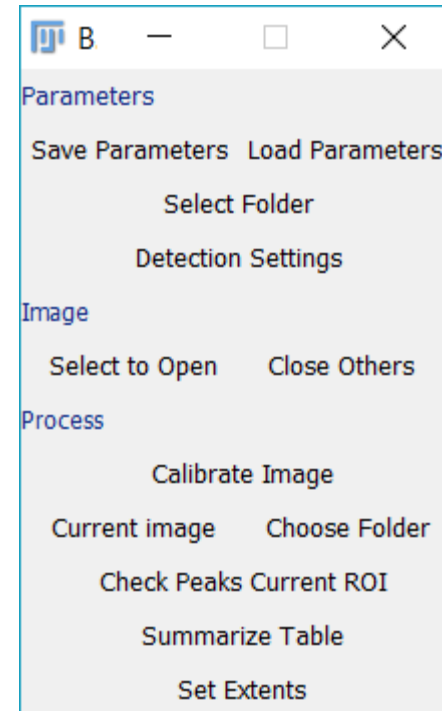 B.
Parameters
Save Parameters Load Parameters
Select Folder
Detection Settings
Image
Select to Open Close Others
Process
Calibrate Image
Current image Choose Folder
Check Peaks Current ROI
Summarize Table
Set Extents